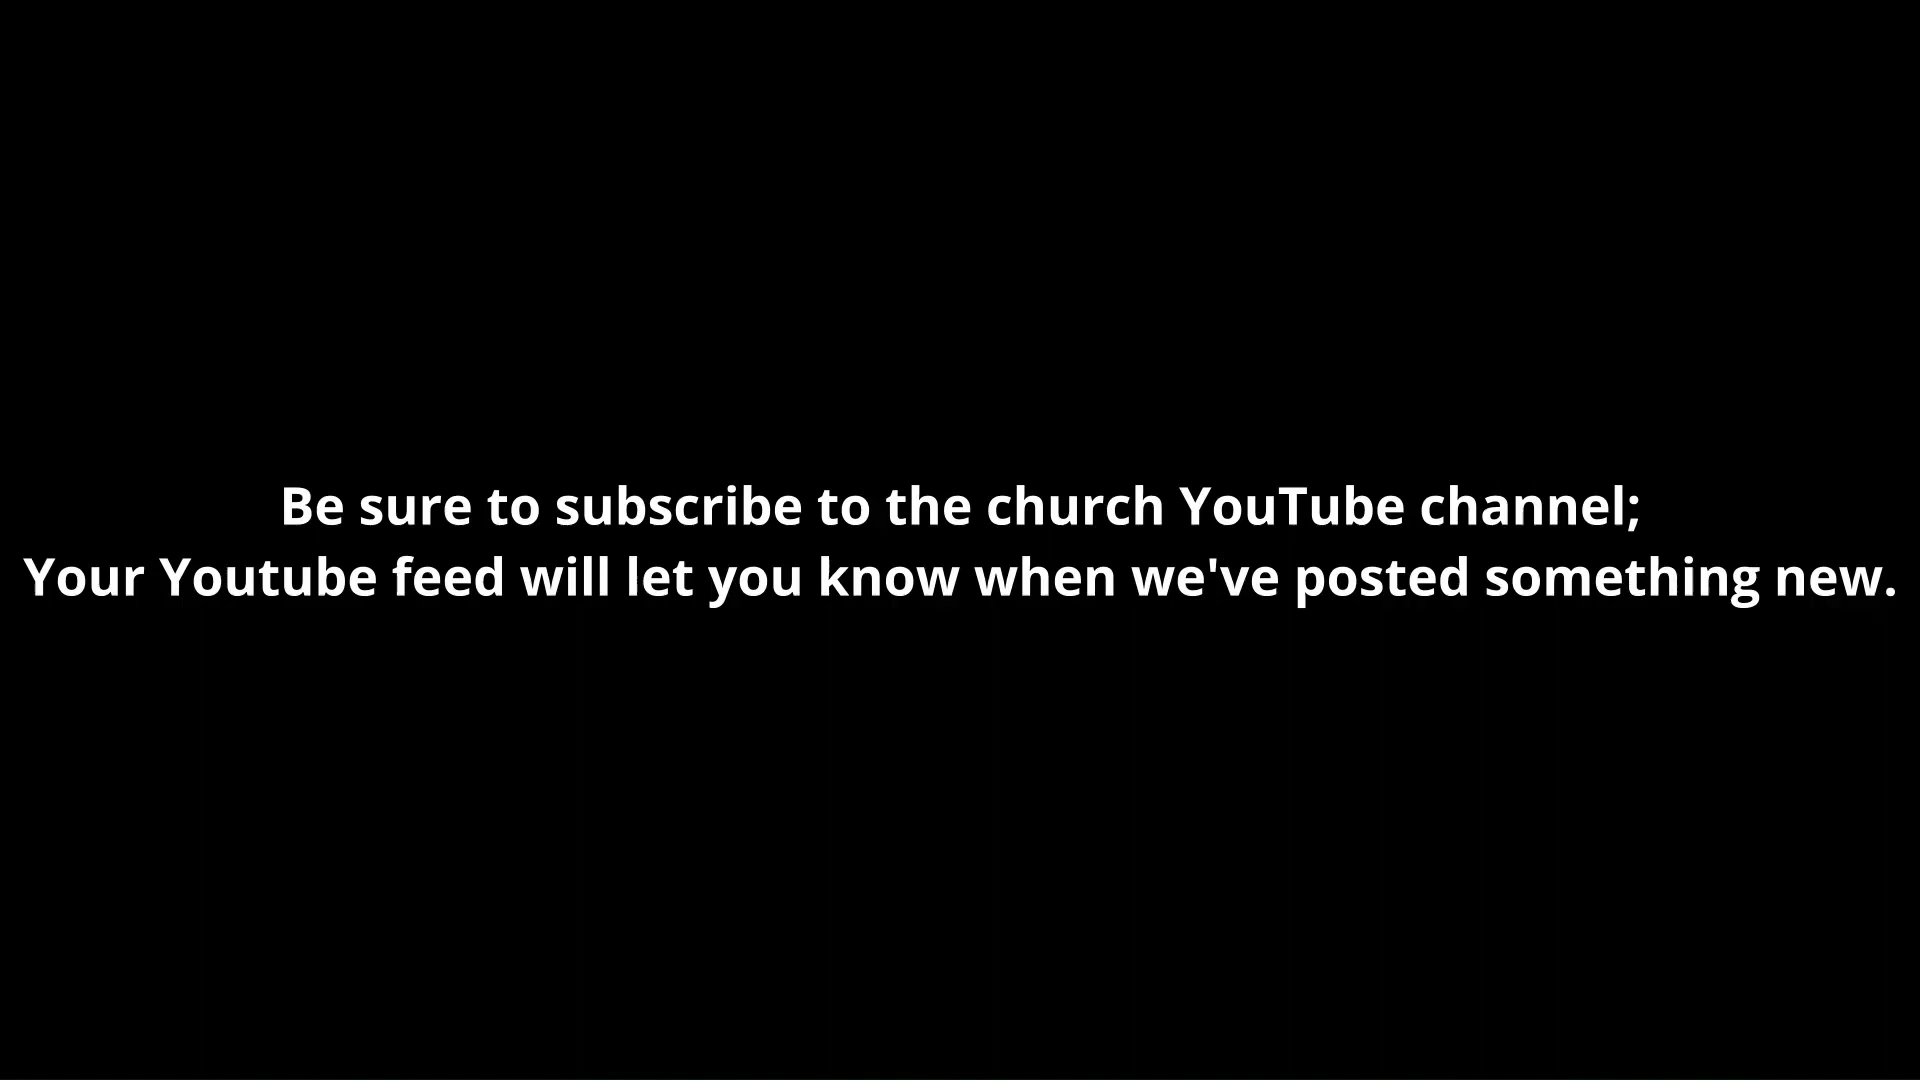 Be sure to subscribe to the church YouTube channel;
Your Youtube feed will let you know when we've posted something new.